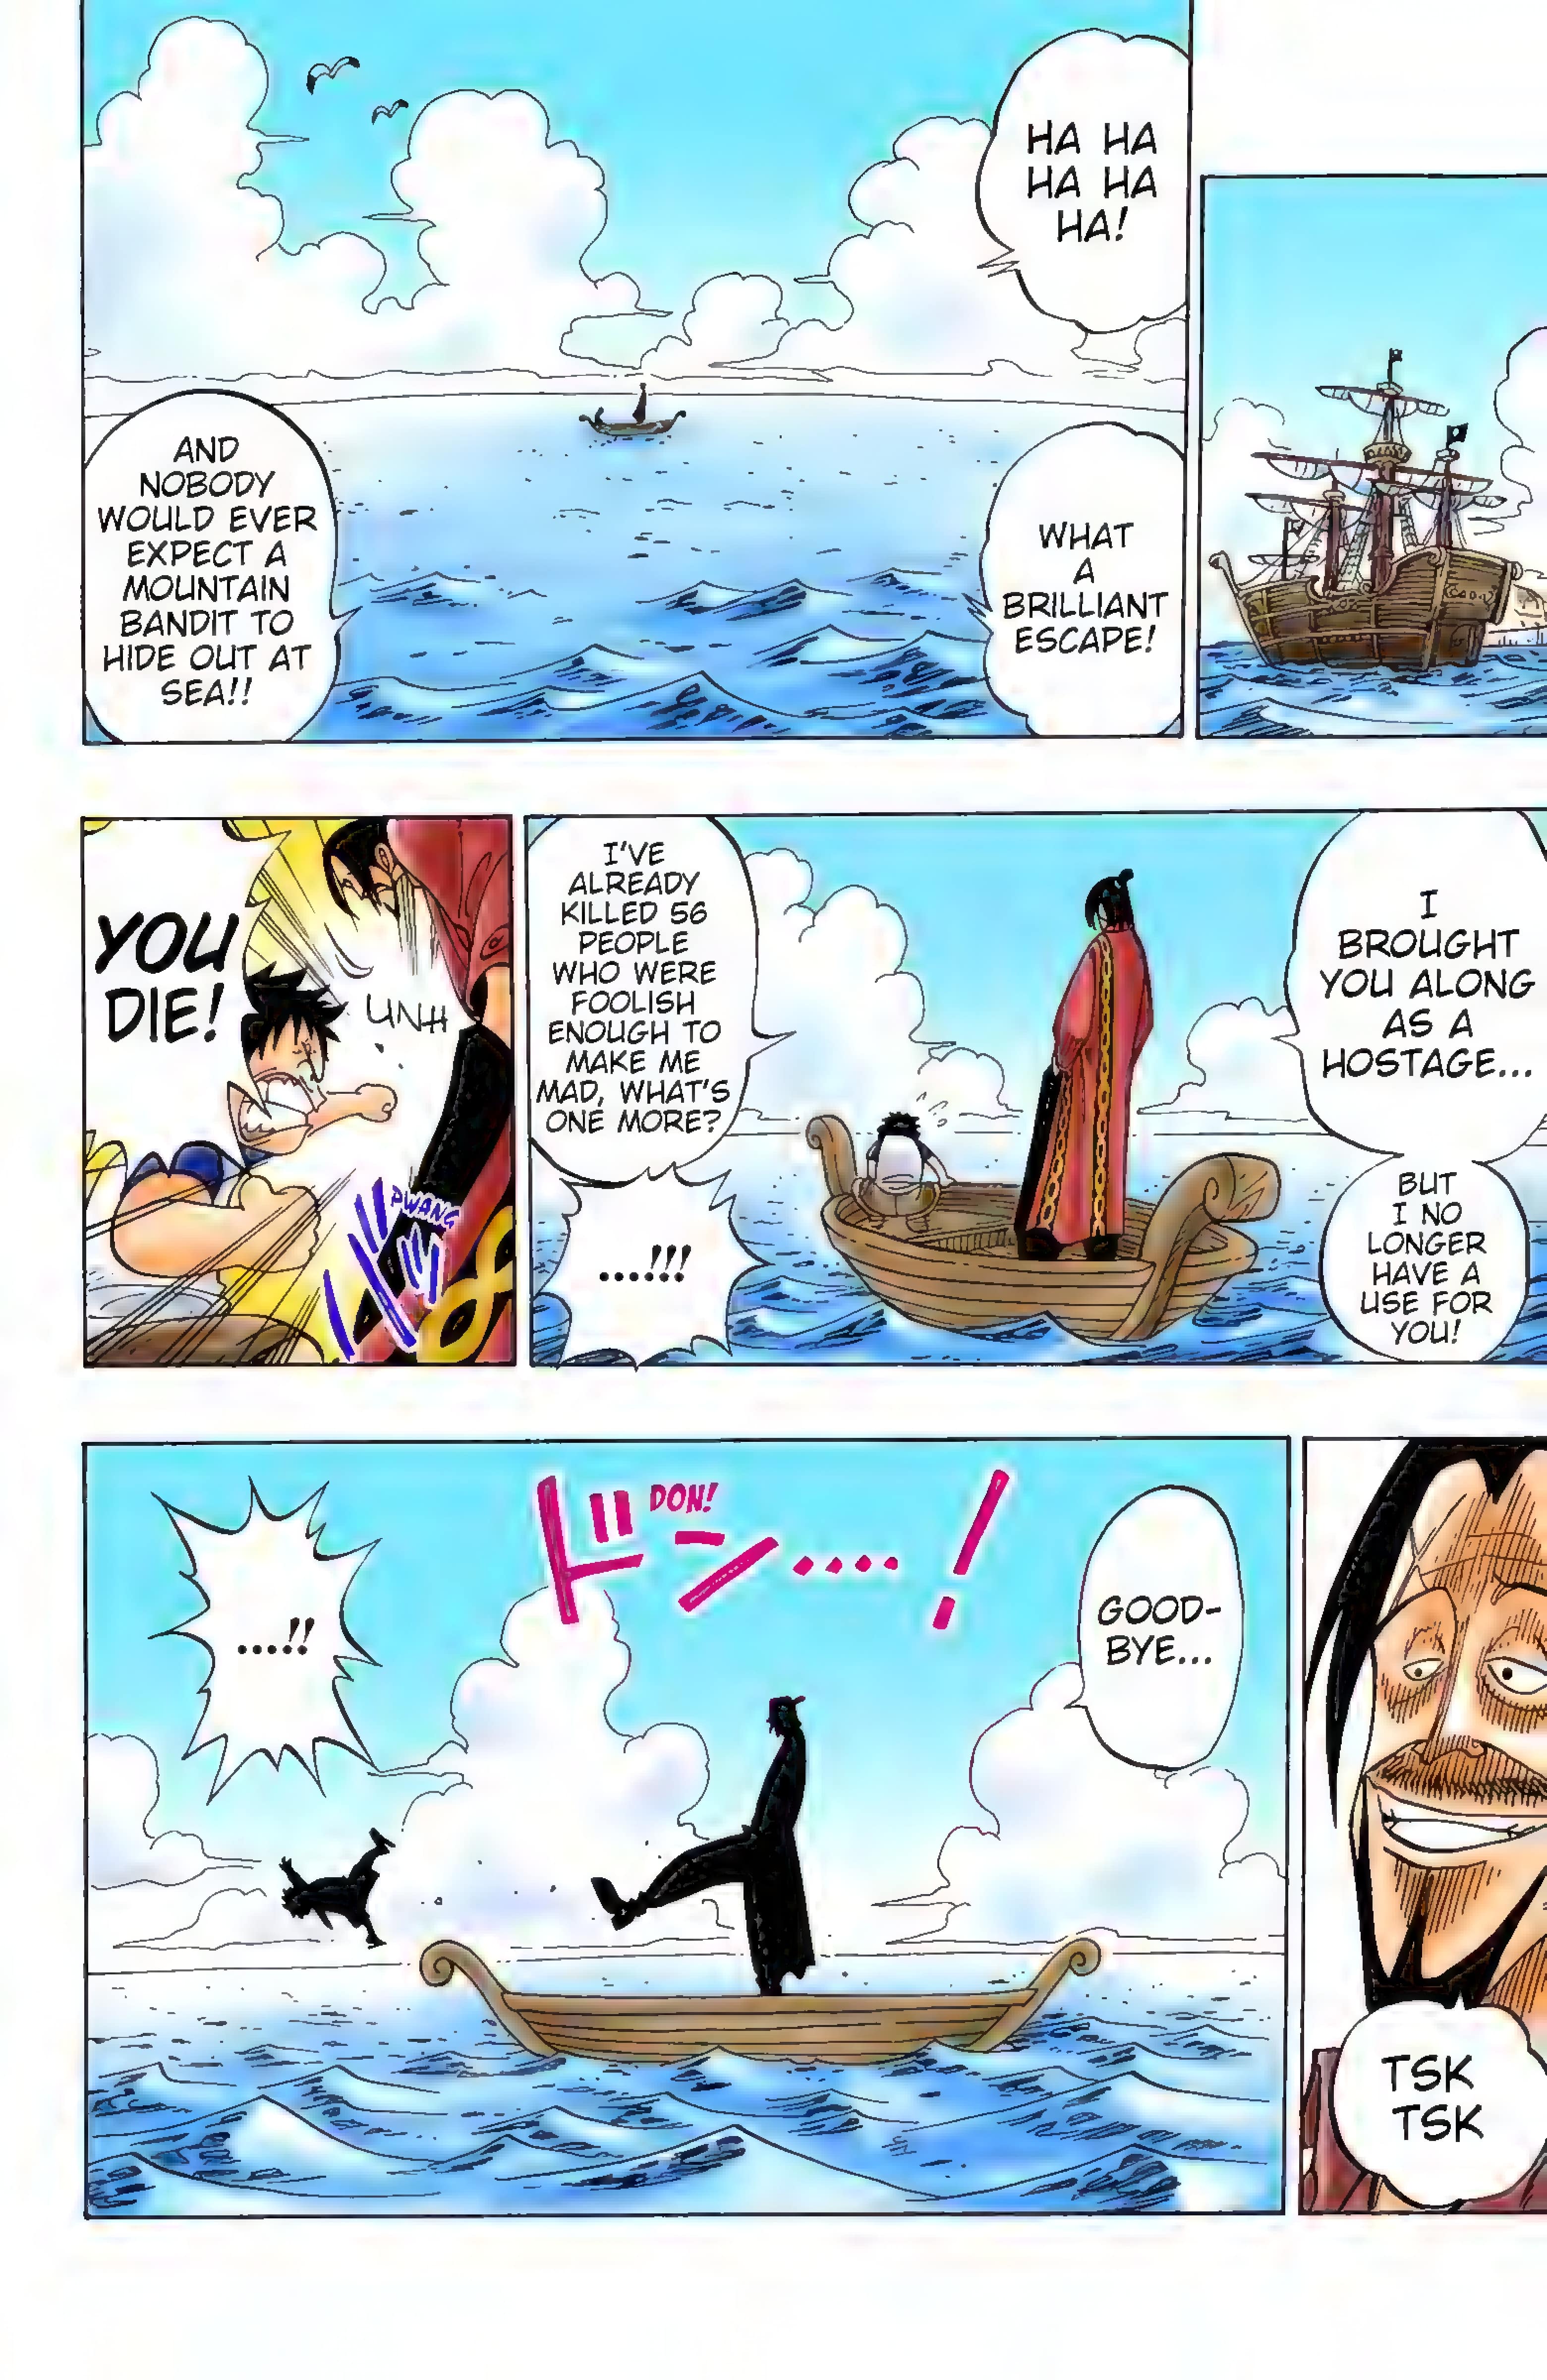 HA HA
HA HA
HA!
WHAT
A
BRILLIANT
ESCAPE!
AND
NOBODY
WOULD EVER
EXPECT A
MOUNTAIN
BANDIT TO
HIDE OUT AT
SEA!!
I
BROUGHT
YOU ALONG
AS A
HOSTAGE...
BUT
I NO
LONGER
HAVE A
USE FOR
YOU!
I'VE
ALREADY
KILLED 56
PEOPLE
WHO WERE
FOOLISH
ENOUGH TO
MAKE ME
MAD, WHAT'S
ONE MORE?
...!!!
YOU
DIE!
UNH
PWANG
TSK
TSK
GOOD-
BYE...
DON!
ドン....!
...!!